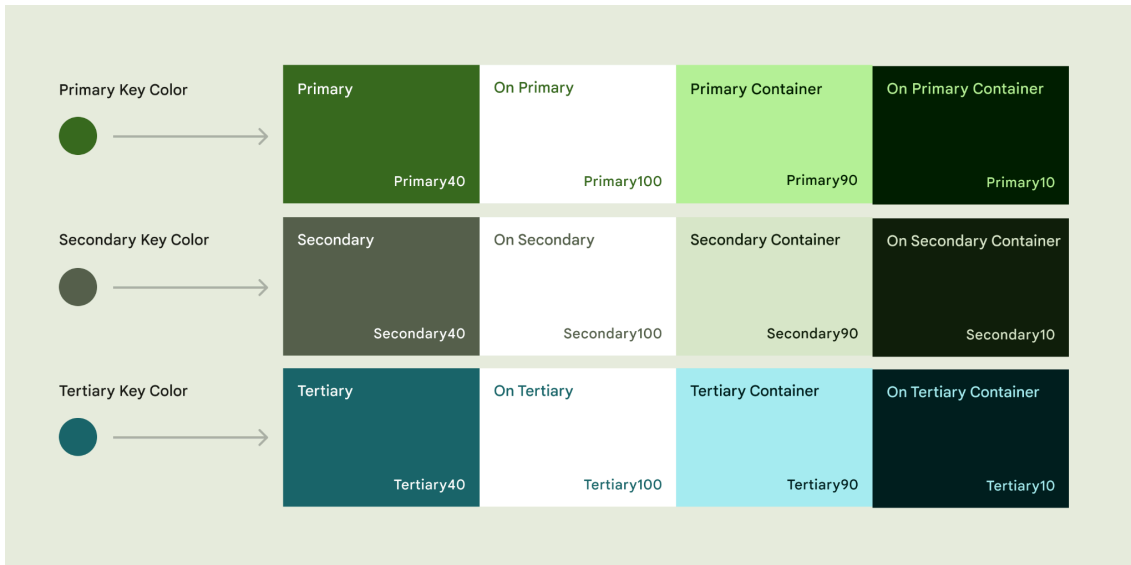 Primary Key Color
Primary
On Primary
Primary Container
On Primary Container
Primary40
Primary100
Primary90
Primary10
Secondary Key Color
Secondary
On Secondary
Secondary Container
On Secondary Container
Secondary40
Secondary100
Secondary90
Secondary10
Tertiary Key Color
Tertiary
On Tertiary
Tertiary Container
On Tertiary Container
Tertiary40
Tertiary100
Tertiary90
Tertiary10